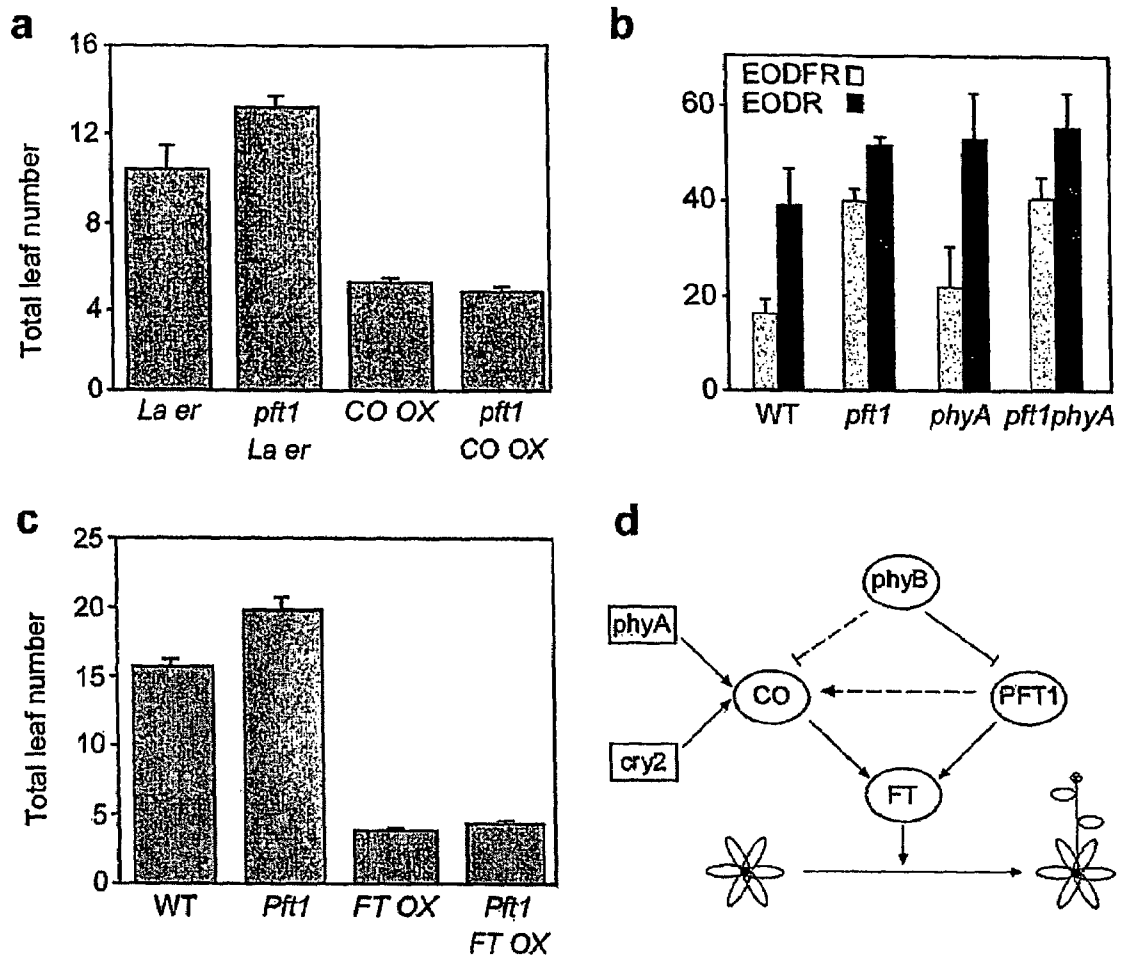 a
16
12
8
4
0
Total leaf number
La er
pft1
La er
CO OX
pft1
CO OX
b
EODFR
EODR
60
40
20
0
WT
pft1
phyA
pft1phyA
c
25
20
15
10
5
0
Total leaf number
WT
Pft1
FT OX
Pft1
FT OX
d
phyB
phyA
CO
PFT1
cry2
FT